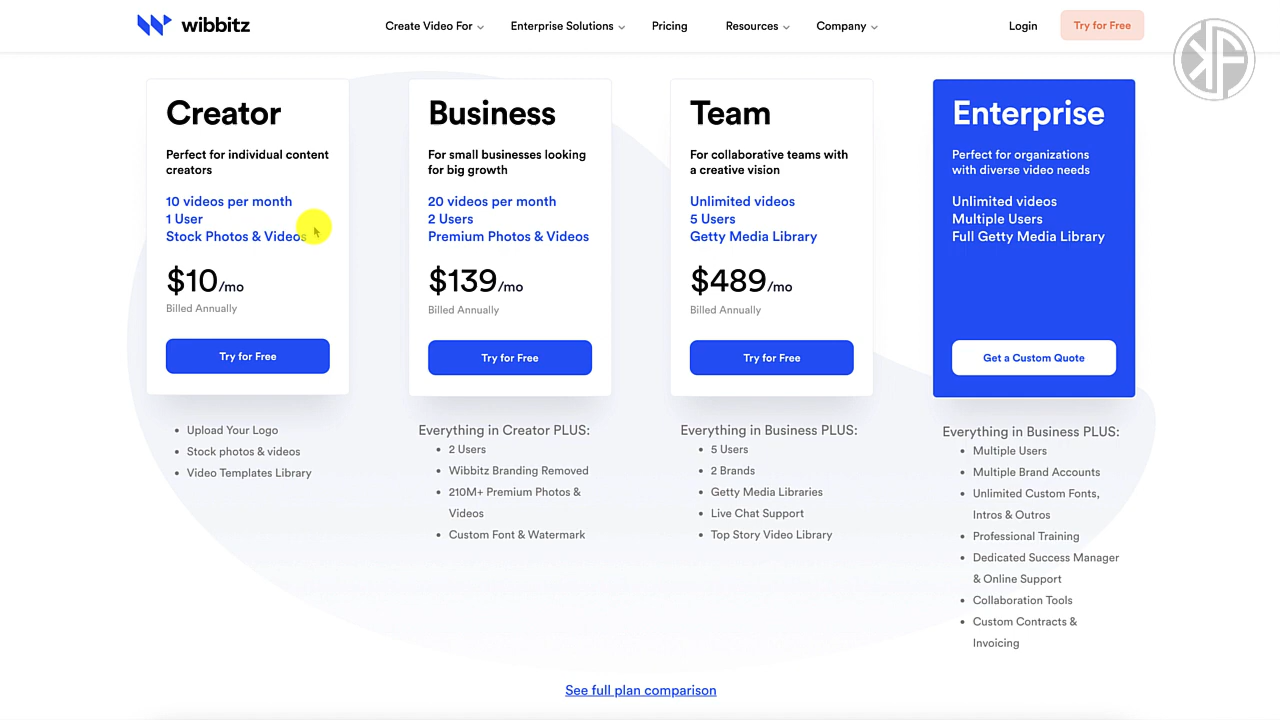 wibbitz
Create Video For
Enterprise Solutions
Pricing
Resources
Company
Login
Try for Free
Creator
Perfect for individual content
creators
10 videos per month
1 User
Stock Photos & Videos
$10/mo
Billed Annually
Try for Free
Upload Your Logo
Stock photos & videos
Video Templates Library
Business
For small businesses looking
for big growth
20 videos per month
2 Users
Premium Photos & Videos
$139/mo
Billed Annually
Try for Free
Everything in Creator PLUS:
2 Users
Wibbitz Branding Removed
210M+ Premium Photos &
Videos
Custom Font & Watermark
Team
For collaborative teams with
a creative vision
Unlimited videos
5 Users
Getty Media Library
$489/mo
Billed Annually
Try for Free
Everything in Business PLUS:
5 Users
2 Brands
Getty Media Libraries
Live Chat Support
Top Story Video Library
Enterprise
Perfect for organizations
with diverse video needs
Unlimited videos
Multiple Users
Full Getty Media Library
Get a Custom Quote
Everything in Business PLUS:
Multiple Users
Multiple Brand Accounts
Unlimited Custom Fonts,
Intros & Outros
Professional Training
Dedicated Success Manager
& Online Support
Collaboration Tools
Custom Contracts &
Invoicing
See full plan comparison